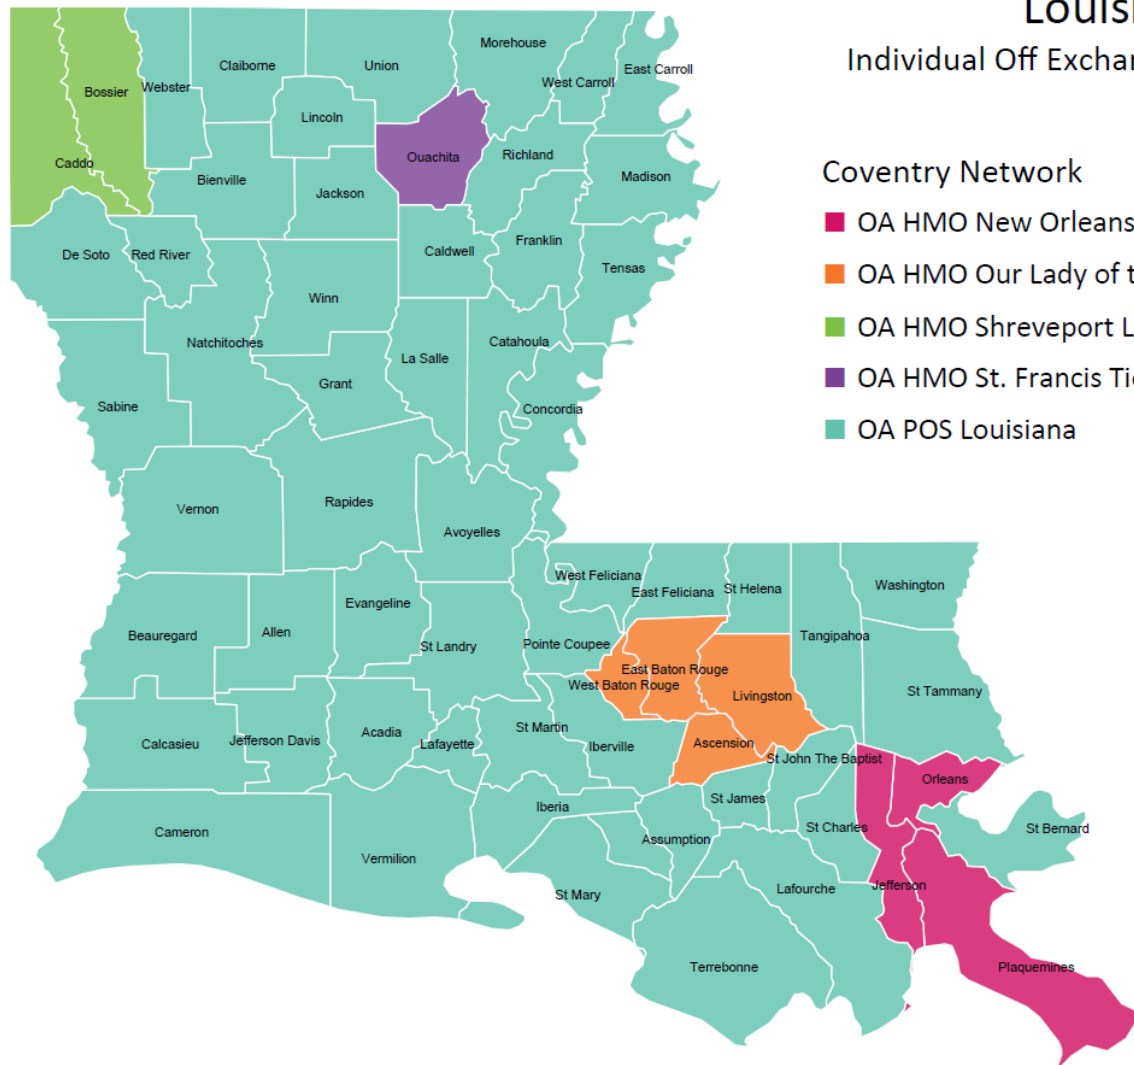 Louisi
Individual Off Exchan
Coventry Network
OA HMO New Orleans
OA HMO Our Lady of t
OA HMO Shreveport L
OA HMO St. Francis Tie
OA POS Louisiana
Morehouse
Claiborne
Union
East Carroll
West Carroll
Webster
Bossier
Lincoln
Ouachita
Richland
Caddo
Madison
Bienville
Jackson
Franklin
Caldwell
De Soto
Red River
Tensas
Winn
Natchitoches
Catahoula
La Salle
Grant
Sabine
Concordia
Rapides
Vernon
Avoyelles
West Feliciana
East Feliciana
St Helena
Washington
Evangeline
Allen
Beauregard
Tangipahoa
Pointe Coupee
St Landry
East Baton Rouge
West Baton Rouge
Livingston
St Tammany
St Martin
Acadia
Jefferson Davis
Calcasieu
Lafayette
Iberville
Ascension
St John The Baptist
Orleans
St James
Iberia
St Charles
St Bernard
Cameron
Assumption
Vermilion
Jefferson
Lafourche
St Mary
Terrebonne
Plaquemines